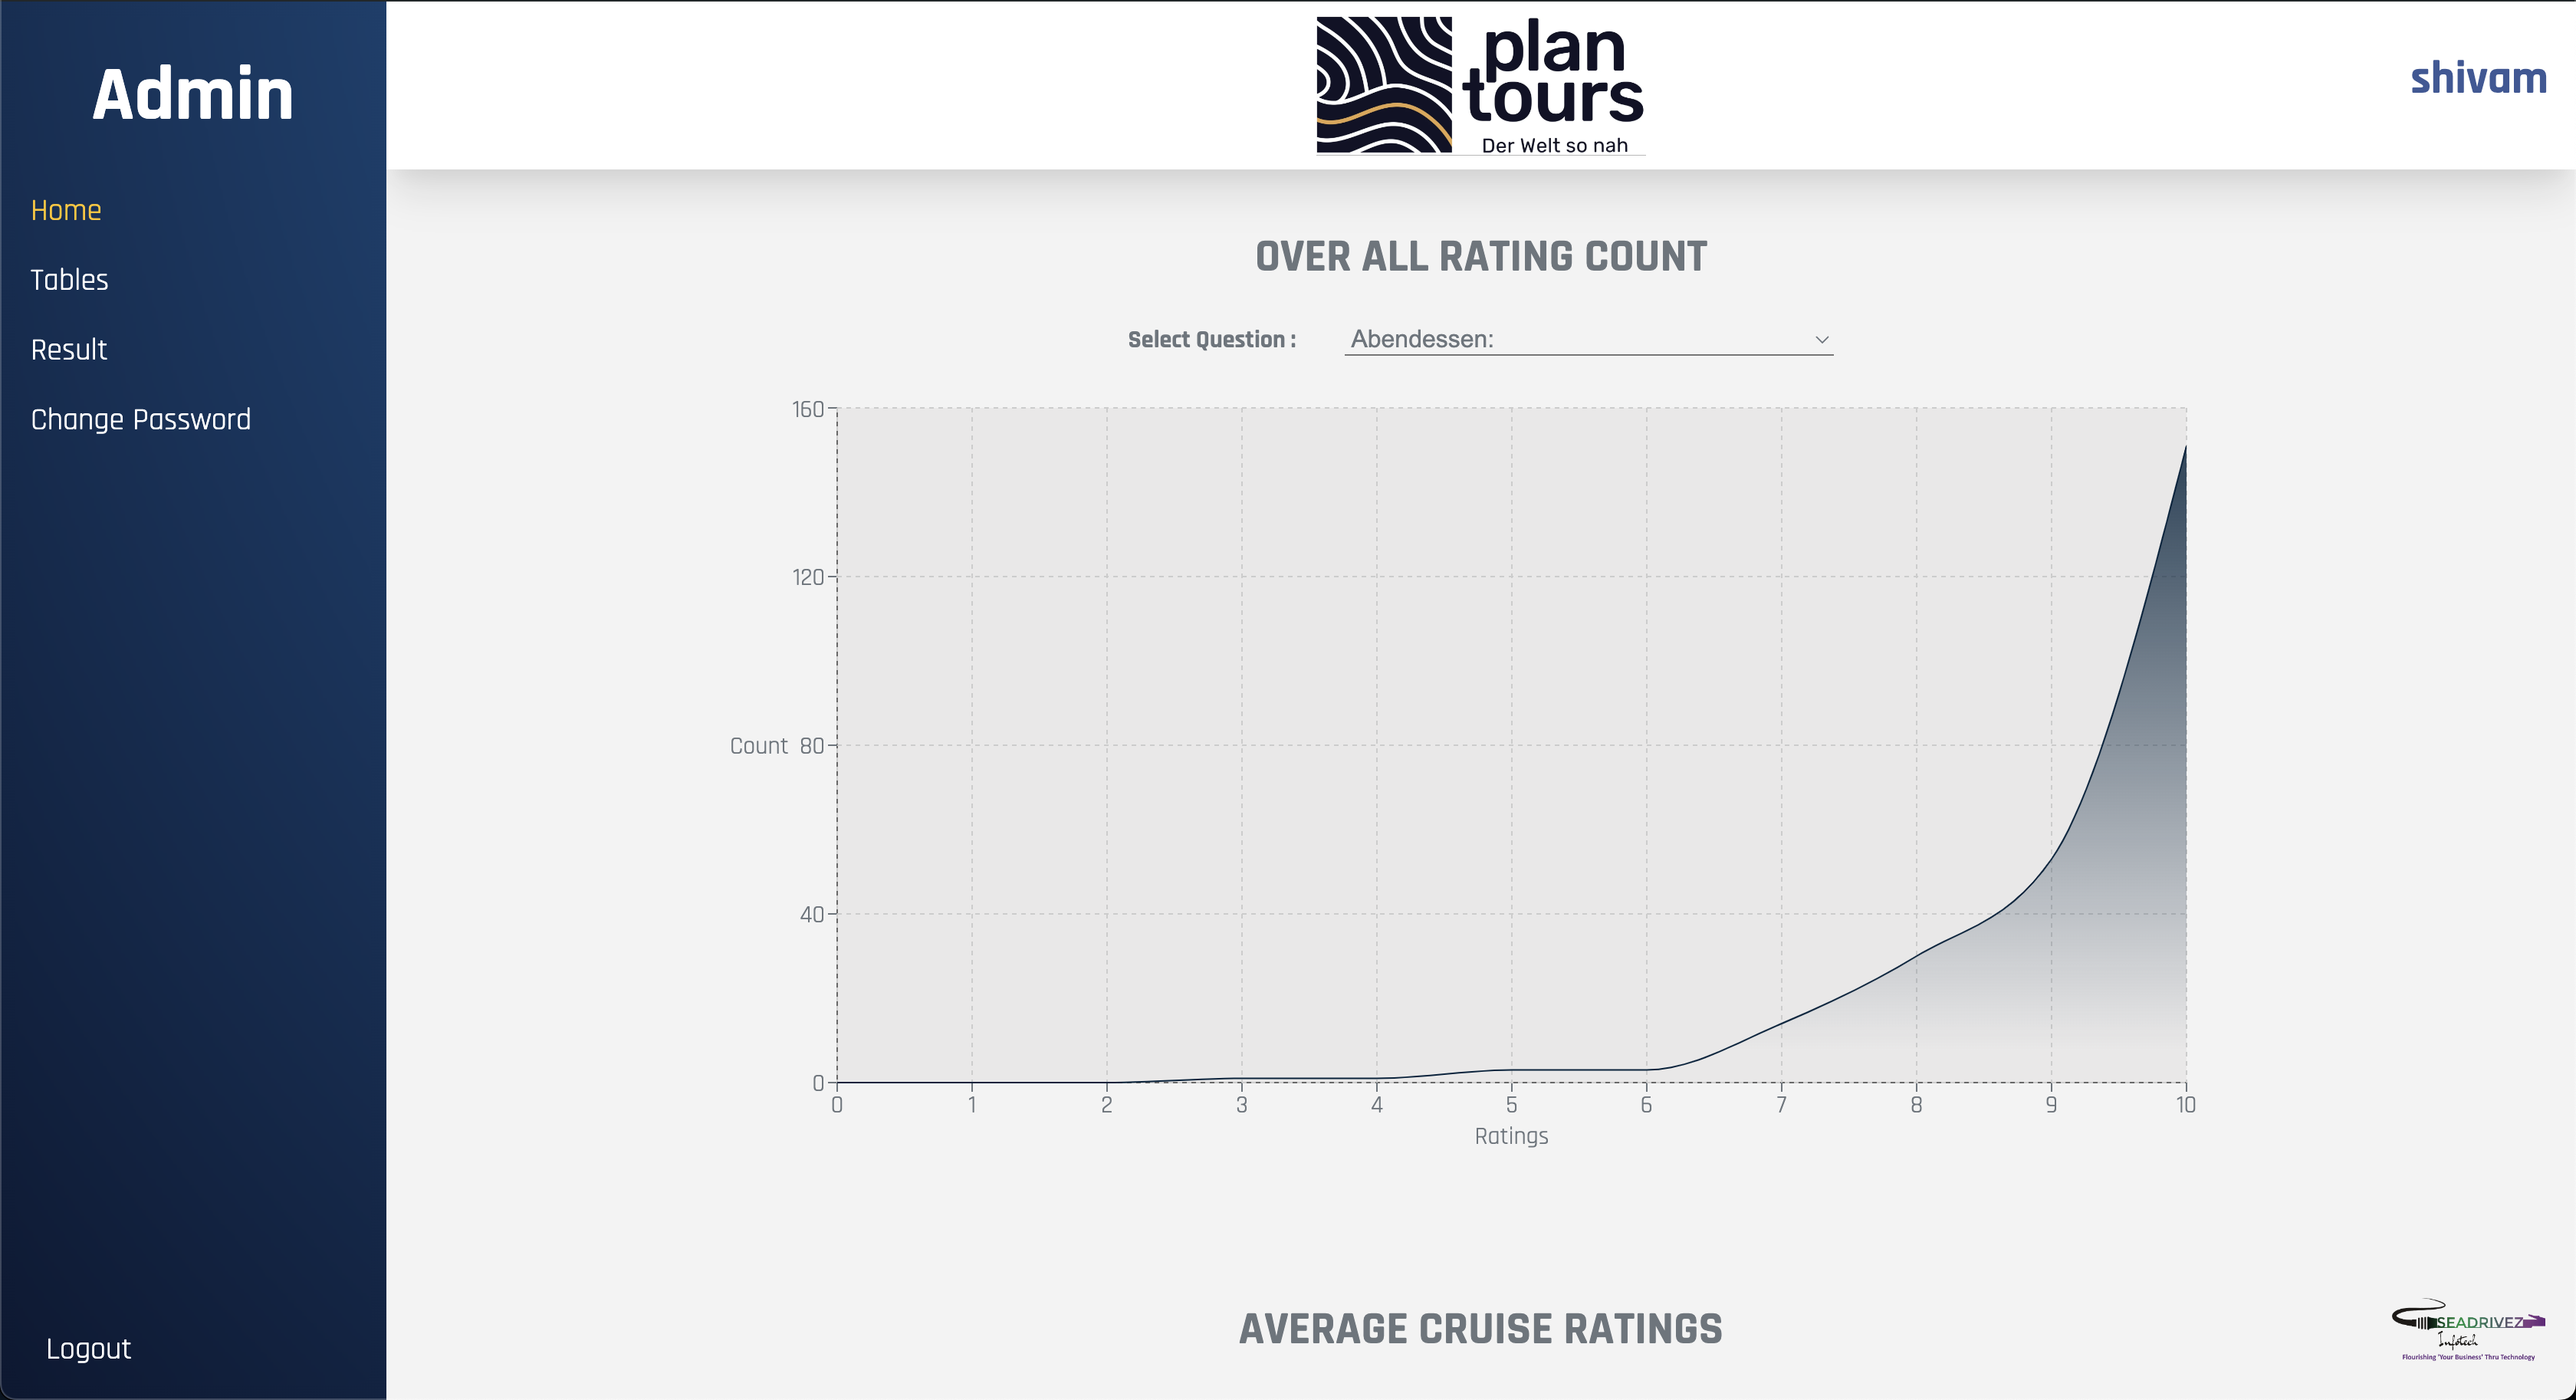 Admin
Home
Tables
Result
Change Password
Logout
plan
tours
Der Welt so nah
shivam
OVER ALL RATING COUNT
Select Question :
Abendessen:
160
120
Count 80
40
0
0 1 2 3 4 5 6 7 8 9 10
Ratings
AVERAGE CRUISE RATINGS
SEADRIVEZ
Infotech
Flourishing 'Your Business' Thru Technology